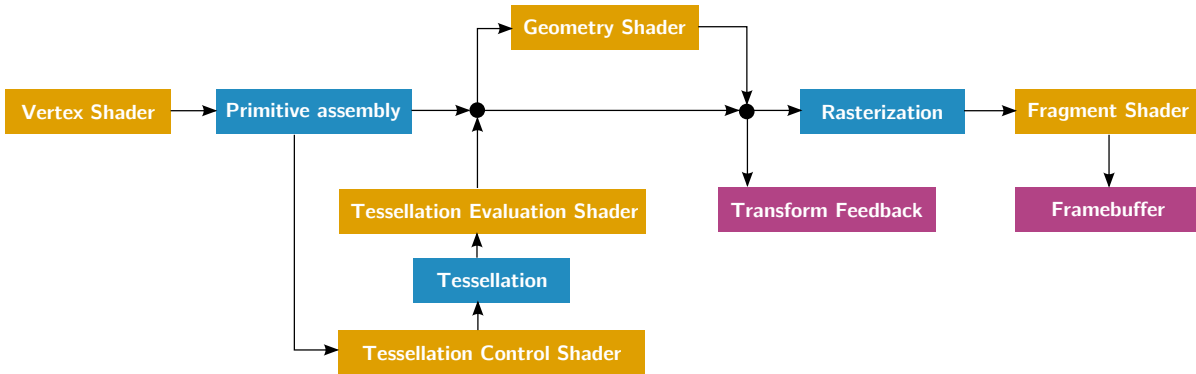 Geometry Shader
Vertex Shader
Primitive assembly
Rasterization
Fragment Shader
Tessellation Evaluation Shader
Transform Feedback
Framebuffer
Tessellation
Tessellation Control Shader